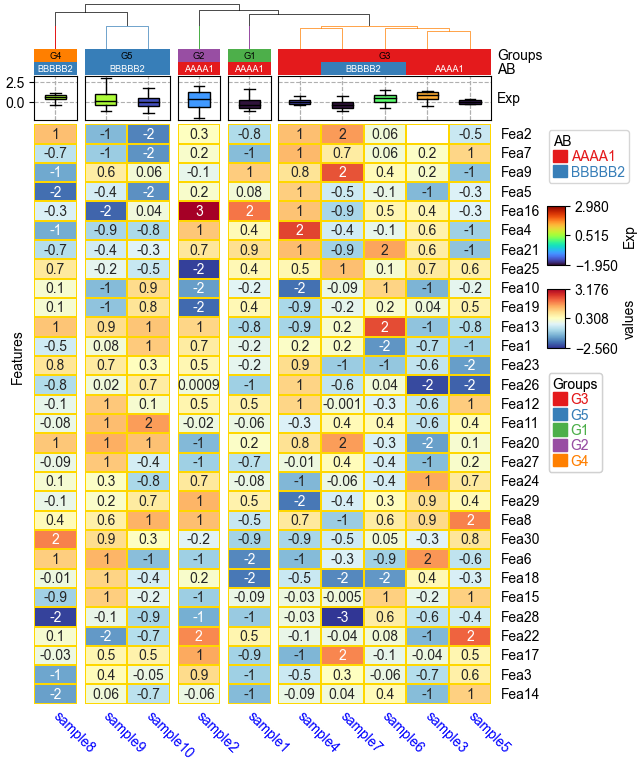 G4 G5 G2 G1 G3 Groups
BBBBB2 BBBBB2 AAAA1 AAAA1 BBBBB2 AAAA1 AB
2.5
0.0
Exp
1 -1 -2 0.3 -0.8 1 2 0.06 -0.5 Fea2
-0.7 -1 -2 0.2 -1 1 0.7 0.06 0.2 1 Fea7
-1 0.6 0.06 -0.1 1 0.8 2 0.4 0.2 -1 Fea9
-2 -0.4 -2 0.2 0.08 1 -0.5 -0.1 -1 -0.3 Fea5
-0.3 -2 0.04 3 2 1 -0.9 0.5 0.4 -0.3 Fea16
-1 -0.9 -0.8 1 0.4 2 -0.4 -0.1 0.6 -1 Fea4
-0.7 -0.4 -0.3 0.7 0.9 1 -0.9 2 0.6 -1 Fea21
0.7 -0.2 -0.5 -2 0.4 0.5 1 0.1 0.7 0.6 Fea25
0.1 -1 0.9 -2 -0.2 -2 -0.09 1 -1 -0.2 Fea10
0.1 -1 0.8 -2 0.4 -0.9 -0.2 0.2 0.04 0.5 Fea19
1 0.9 1 1 -0.8 -0.9 0.2 2 -1 -0.8 Fea13
-0.5 0.08 1 0.7 -0.2 0.2 0.2 -2 -0.7 -1 Fea1
0.8 0.7 0.3 0.5 -0.2 0.9 -1 -1 -0.6 -2 Fea23
-0.8 0.02 0.7 0.0009 -1 1 -0.6 0.04 -2 -2 Fea26
-0.1 1 0.1 0.5 0.5 1 -0.001 -0.3 -0.6 1 Fea12
-0.08 1 2 -0.02 -0.06 -0.3 0.4 0.4 -0.6 0.4 Fea11
1 1 1 -1 0.2 0.8 2 -0.3 -2 0.1 Fea20
-0.09 1 -0.4 -1 -0.7 -0.01 0.4 -0.4 -1 0.2 Fea27
0.1 0.3 -0.8 0.7 -0.08 -1 -0.06 -0.4 1 0.7 Fea24
-0.1 0.2 0.7 1 0.5 -2 -0.4 0.3 0.9 0.4 Fea29
0.4 0.6 1 1 -0.5 0.7 -1 0.6 0.9 2 Fea8
2 0.9 0.3 -0.2 -0.9 -0.9 -0.5 0.05 -0.3 0.8 Fea30
1 1 -1 -1 -2 -1 -0.3 -0.9 2 -0.6 Fea6
-0.01 1 -0.4 0.2 -2 -0.5 -2 -2 0.4 -0.3 Fea18
-0.9 1 -0.2 -1 -0.09 -0.03 -0.005 1 -0.2 1 Fea15
-2 -0.1 -0.9 -1 -1 -0.03 -3 0.6 -0.6 -0.4 Fea28
0.1 -2 -0.7 2 0.5 -0.1 -0.04 0.08 -1 2 Fea22
-0.03 0.5 0.5 1 -0.9 -1 2 -0.1 -0.04 0.5 Fea17
-1 0.4 -0.05 0.9 -1 -0.5 0.3 -0.06 -0.7 0.6 Fea3
-2 0.06 -0.7 -0.06 -1 -0.09 0.04 0.4 -1 1 Fea14
Features
sample8 sample9 sample10 sample2 sample1 sample4 sample7 sample6 sample3 sample5
AB
AAAA1
BBBBB2
2.980
0.515
−1.950
Exp
3.176
0.308
−2.560
values
Groups
G3
G5
G1
G2
G4